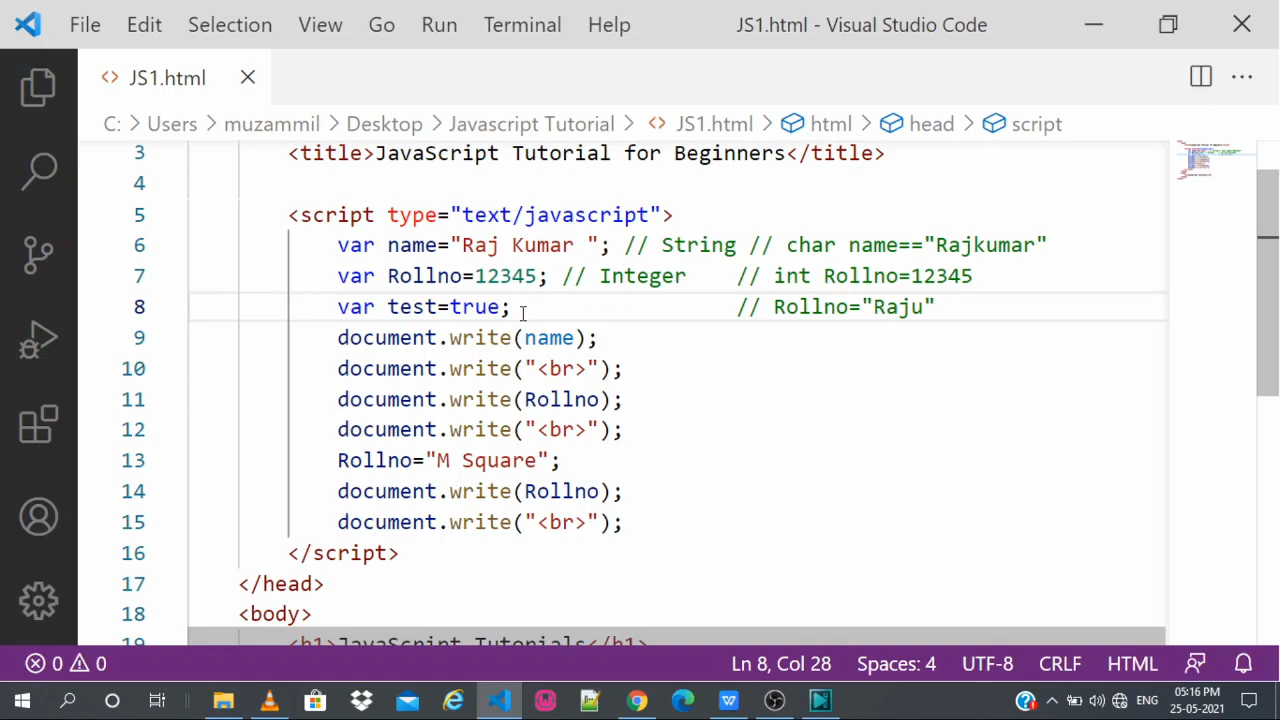 File Edit Selection View Go Run Terminal Help JS1.html - Visual Studio Code
JS1.html
C: > Users > muzammil > Desktop > Javascript Tutorial > JS1.html > html > head > script
3 <title>JavaScript Tutorial for Beginners</title>
4
5 <script type="text/javascript">
6 var name="Raj Kumar "; // String // char name=="Rajkumar"
7 var Rollno=12345; // Integer // int Rollno=12345
8 var test=true; // Rollno="Raju"
9 document.write(name);
10 document.write("<br>");
11 document.write(Rollno);
12 document.write("<br>");
13 Rollno="M Square";
14 document.write(Rollno);
15 document.write("<br>");
16 </script>
17 </head>
18 <body>
19 <h1>JavaScript Tutorials</h1>
0 0 Ln 8, Col 28 Spaces: 4 UTF-8 CRLF HTML
ENG 05:16 PM
25-05-2021